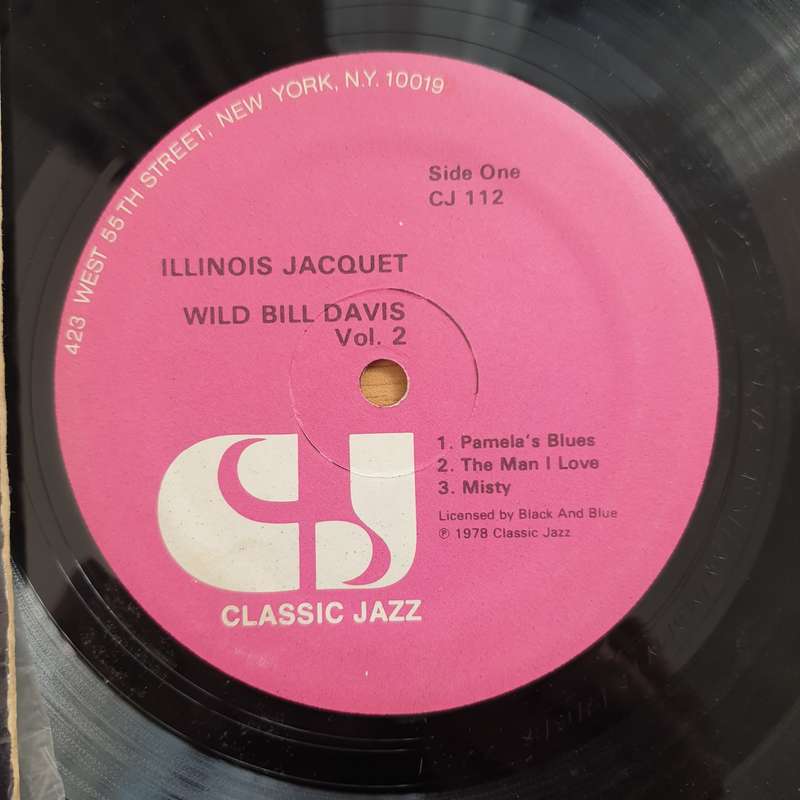 423 WEST 55TH STREET, NEW YORK, N.Y. 10019
Side One
CJ 112
ILLINOIS JACQUET
WILD BILL DAVIS
Vol. 2
1. Pamela's Blues
2. The Man I Love
3. Misty
Licensed by Black And Blue
℗ 1978 Classic Jazz
CJ
CLASSIC JAZZ